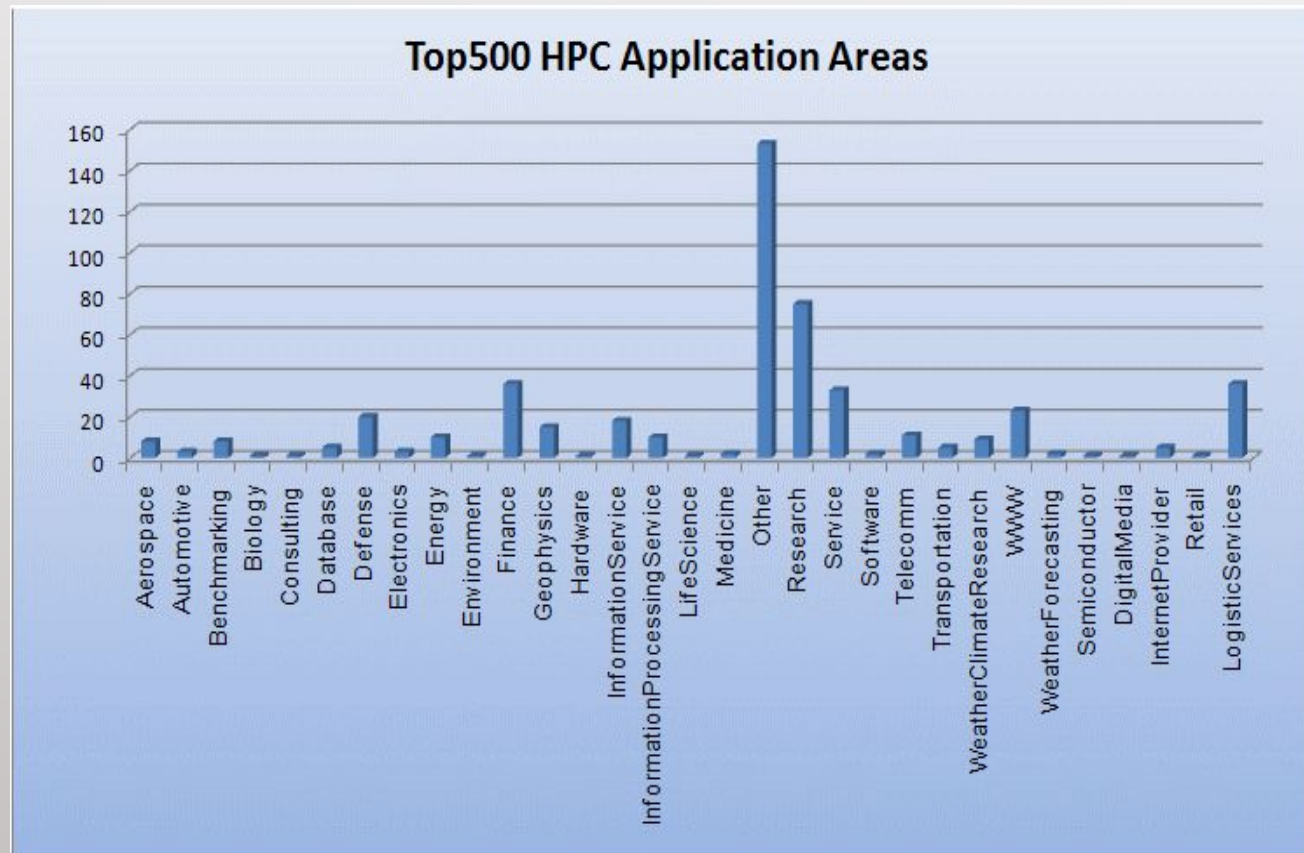 Top500 HPC Application Areas
160
140
120
100
80
60
40
20
0
Aerospace
Automotive
Benchmarking
Biology
Consulting
Database
Defense
Electronics
Energy
Environment
Finance
Geophysics
Hardware
InformationService
InformationProcessingService
LifeScience
Medicine
Other
Research
Service
Software
Telecomm
Transportation
WeatherClimateResearch
WWW
WeatherForecasting
Semiconductor
DigitalMedia
InternetProvider
Retail
LogisticServices